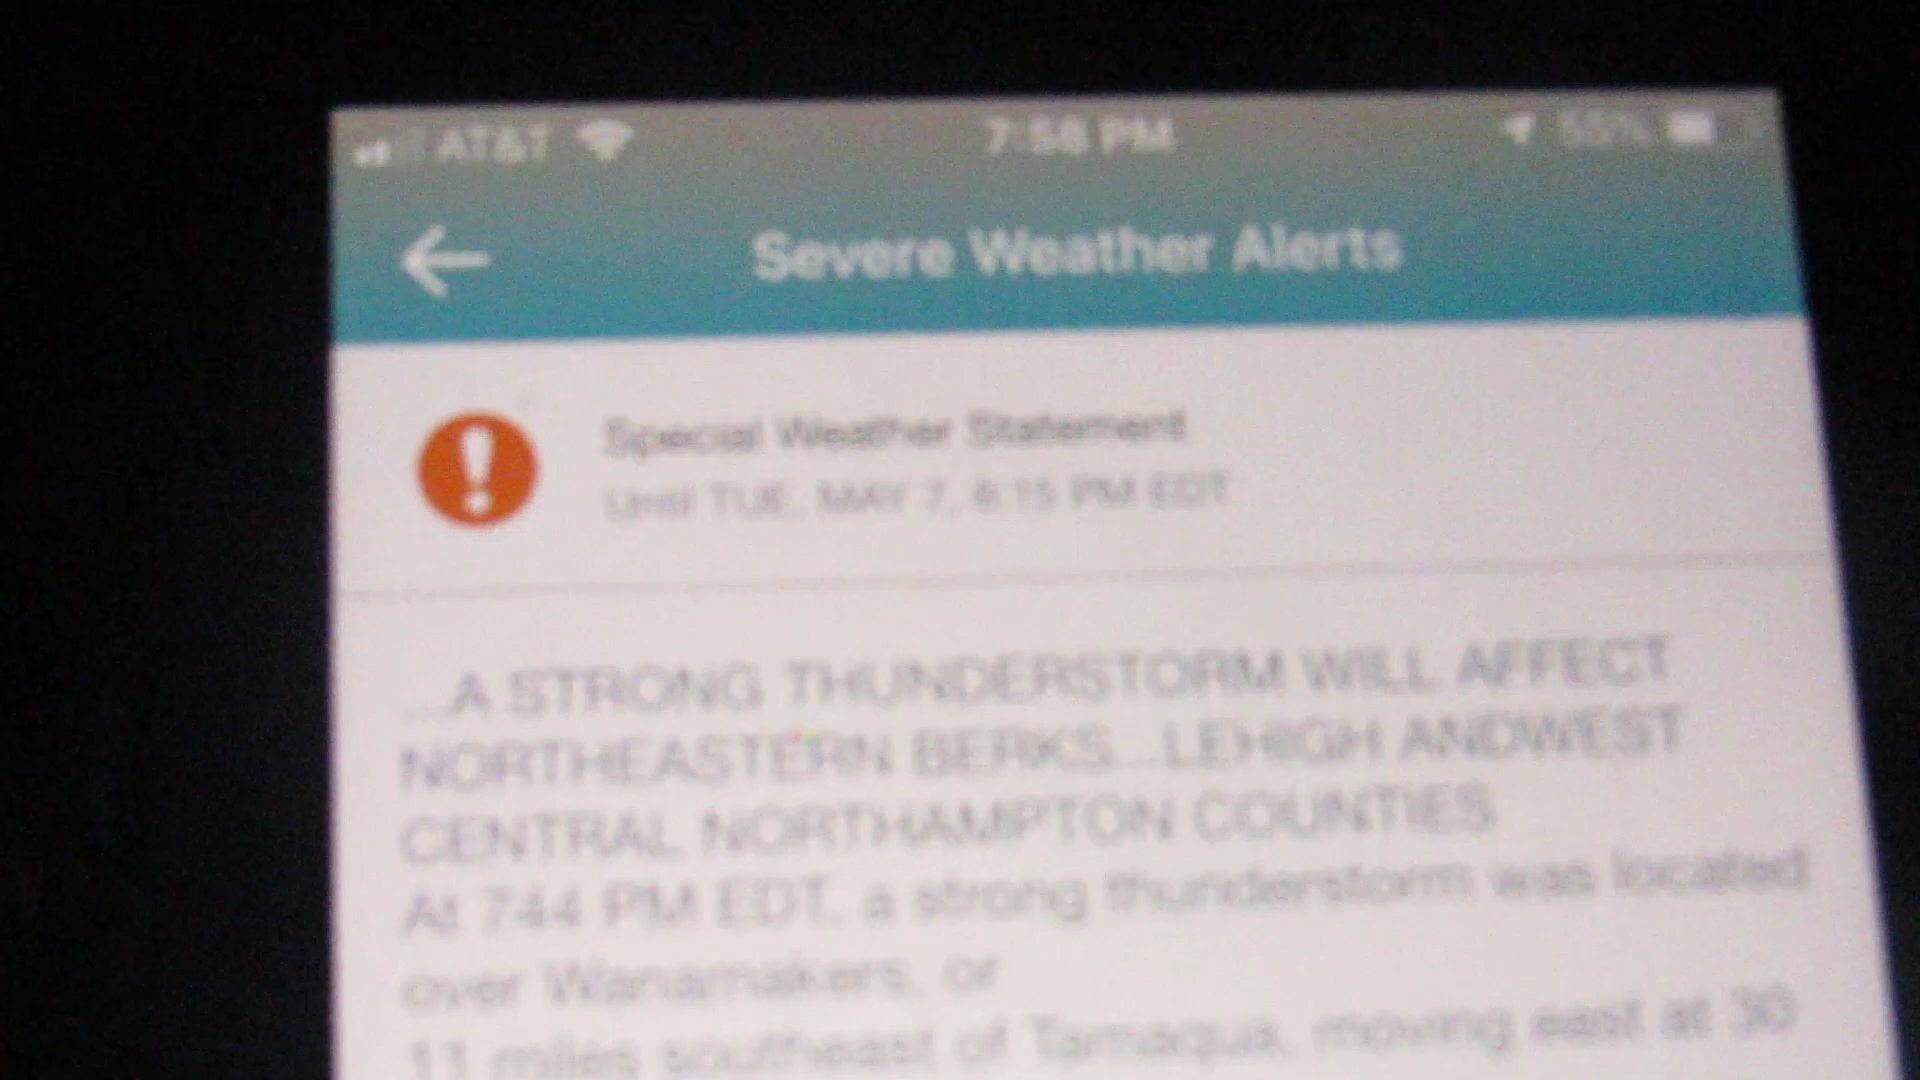 AT&T 7:58 PM 55%
Severe Weather Alerts
Special Weather Statement
Until TUE, MAY 7, 8:15 PM EDT
...A STRONG THUNDERSTORM WILL AFFECT
NORTHEASTERN BERKS...LEHIGH ANDWEST
CENTRAL NORTHAMPTON COUNTIES
At 744 PM EDT, a strong thunderstorm was located
over Wanamakers, or
11 miles southeast of Tamaqua, moving east at 30